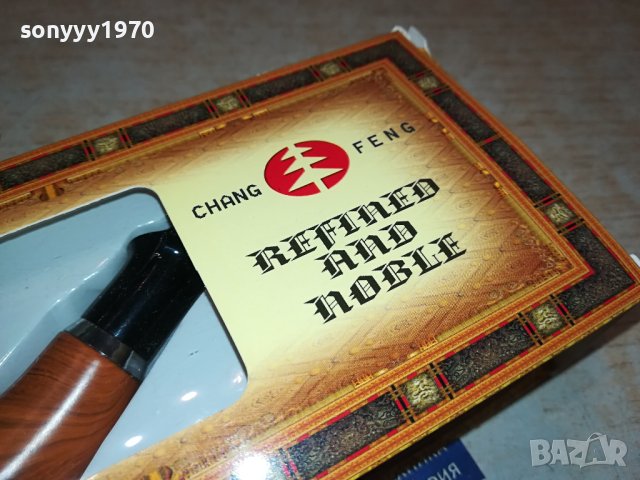 sonyyy1970
CHANG FENG
REFINED
AND
NOBLE
BAZAR